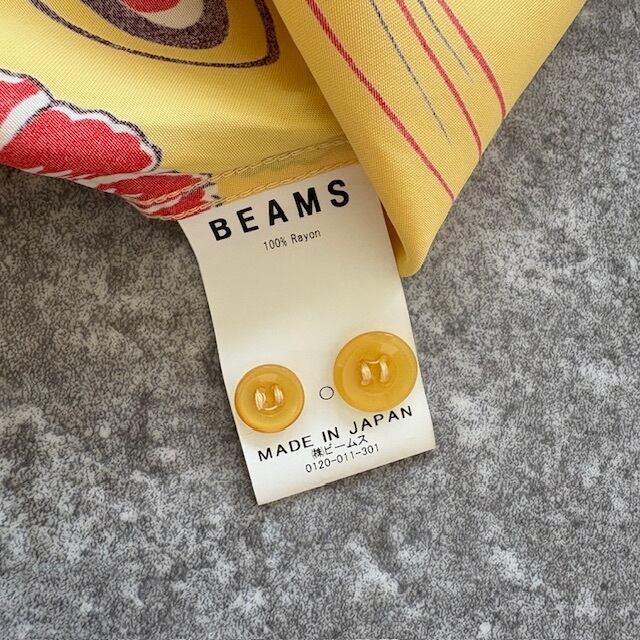 BEAMS
100% Rayon
MADE IN JAPAN
㈱ビームス
0120-011-301